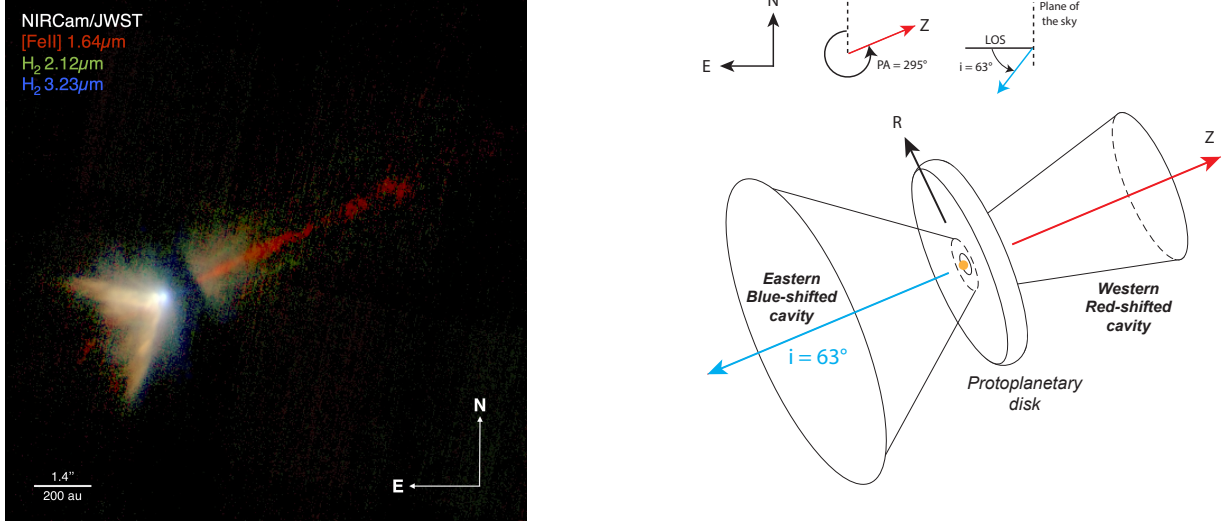 NIRCam/JWST
[FeII] 1.64μm
H₂ 2.12μm
H₂ 3.23μm
N
E
1.4"
200 au
N
E
Z
PA = 295°
Plane of
the sky
LOS
i = 63°
R
Z
Eastern
Blue-shifted
cavity
i = 63°
Western
Red-shifted
cavity
Protoplanetary
disk